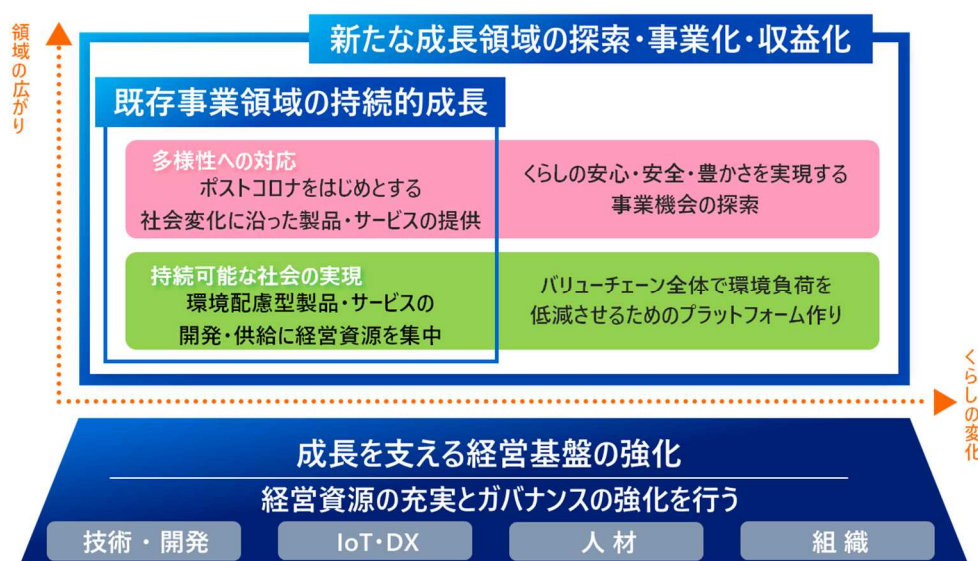 領域の広がり
新たな成長領域の探索・事業化・収益化
既存事業領域の持続的成長
多様性への対応
ポストコロナをはじめとする
社会変化に沿った製品・サービスの提供
くらしの安心・安全・豊かさを実現する
事業機会の探索
持続可能な社会の実現
環境配慮型製品・サービスの
開発・供給に経営資源を集中
バリューチェーン全体で環境負荷を
低減させるためのプラットフォーム作り
くらしの変化
成長を支える経営基盤の強化
経営資源の充実とガバナンスの強化を行う
技術・開発
IoT・DX
人材
組織